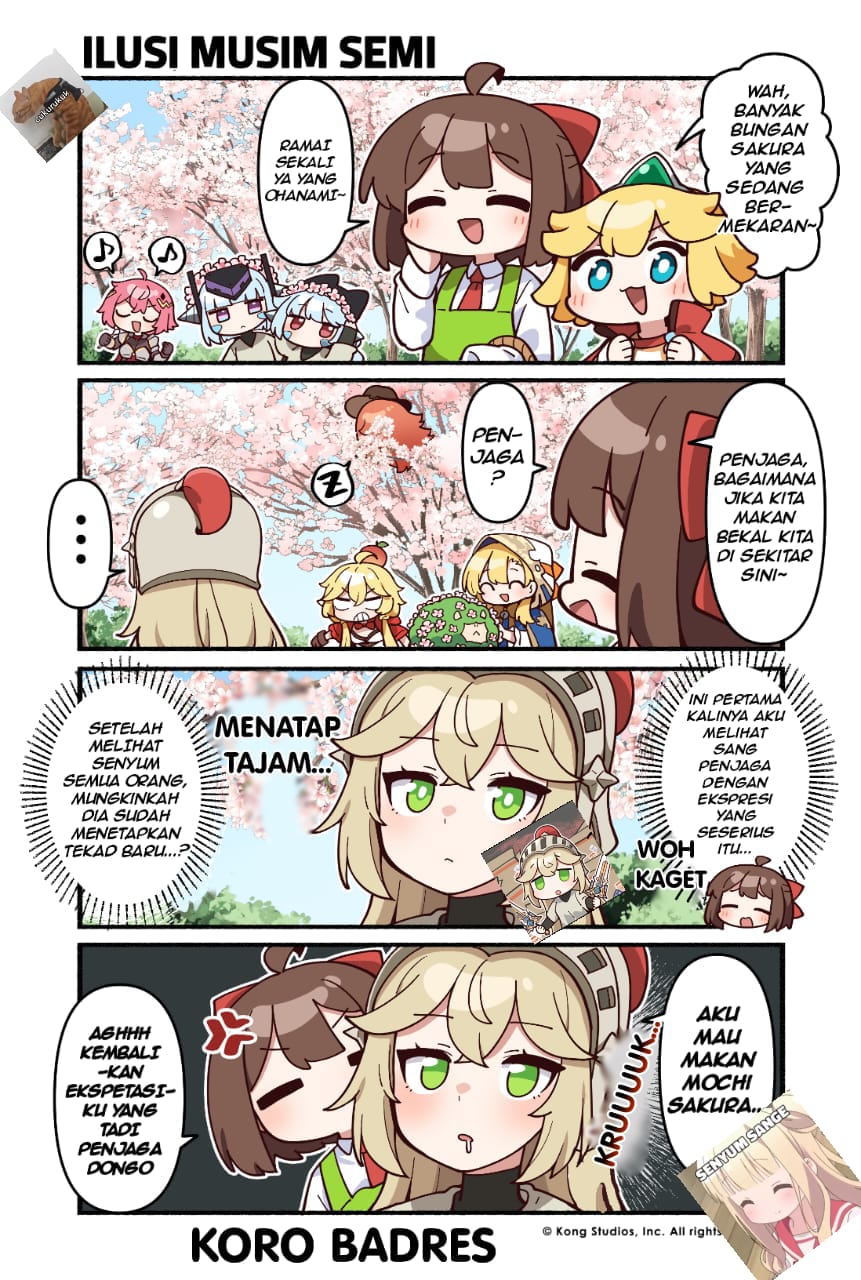 ILUSI MUSIM SEMI
cukurukuk
WAH,
BANYAK
BUNGAN
SAKURA
YANG
SEDANG
BER-
MEKARAN~
RAMAI
SEKALI
YA YANG
OHANAMI~
PENJAGA,
BAGAIMANA
JIKA KITA
MAKAN
BEKAL KITA
DI SEKITAR
SINI~
PEN-
JAGA
?
Z
INI PERTAMA
KALINYA AKU
MELIHAT
SANG
PENJAGA
DENGAN
EKSPRESI
YANG
SESERIUS
ITU...
WOH
KAGET
MENATAP
TAJAM...
SETELAH
MELIHAT
SENYUM
SEMUA ORANG,
MUNGKINKAH
DIA SUDAH
MENETAPKAN
TEKAD BARU...?
AKU
MAU
MAKAN
MOCHI
SAKURA..
KRUUUUUK...
AGHHH
KEMBALI
-KAN
EKSPETASI-
KU YANG
TADI
PENJAGA
DONGO
SENYUM SANGE
© Kong Studios, Inc. All rights
KORO BADRES